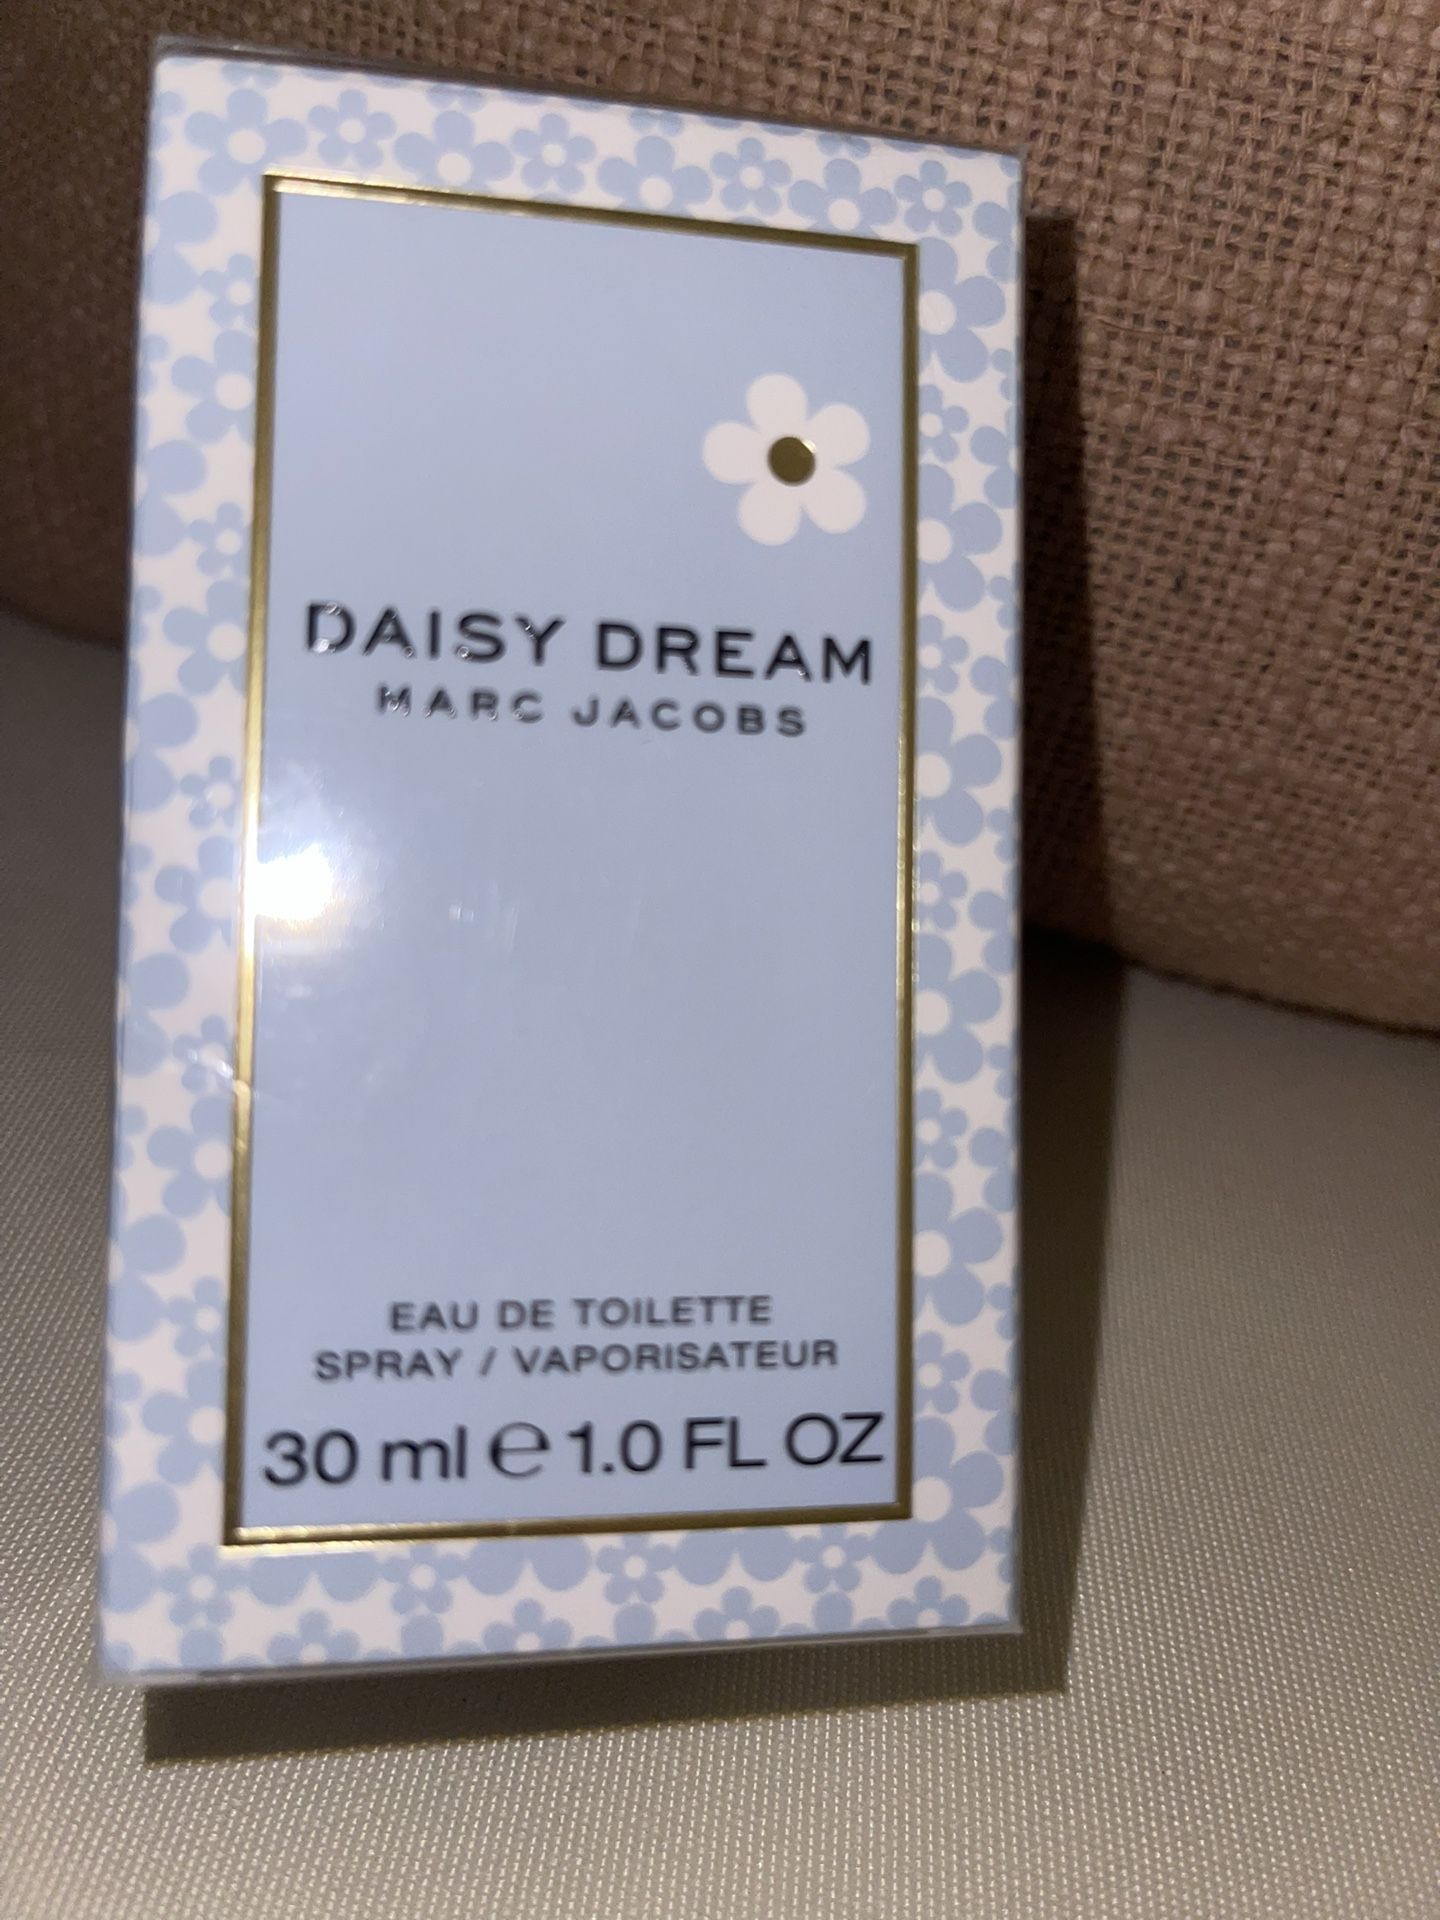 DAISY DREAM
MARC JACOBS
EAU DE TOILETTE
SPRAY / VAPORISATEUR
30 ml ℮ 1.0 FL OZ